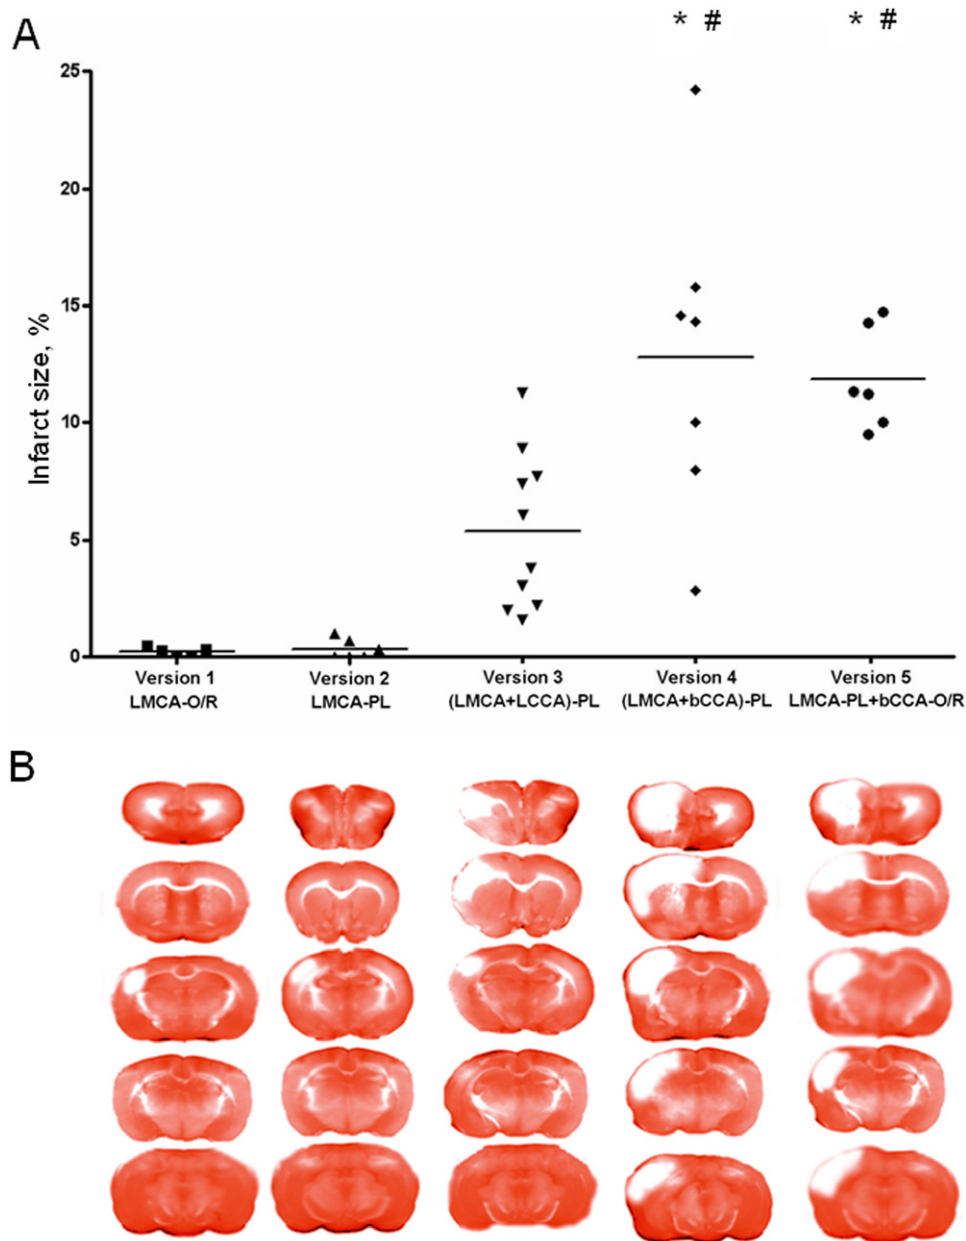 A
* #
* #
25
20
15
10
5
0
Infarct size, %
Version 1
LMCA-O/R
Version 2
LMCA-PL
Version 3
(LMCA+LCCA)-PL
Version 4
(LMCA+bCCA)-PL
Version 5
LMCA-PL+bCCA-O/R
B